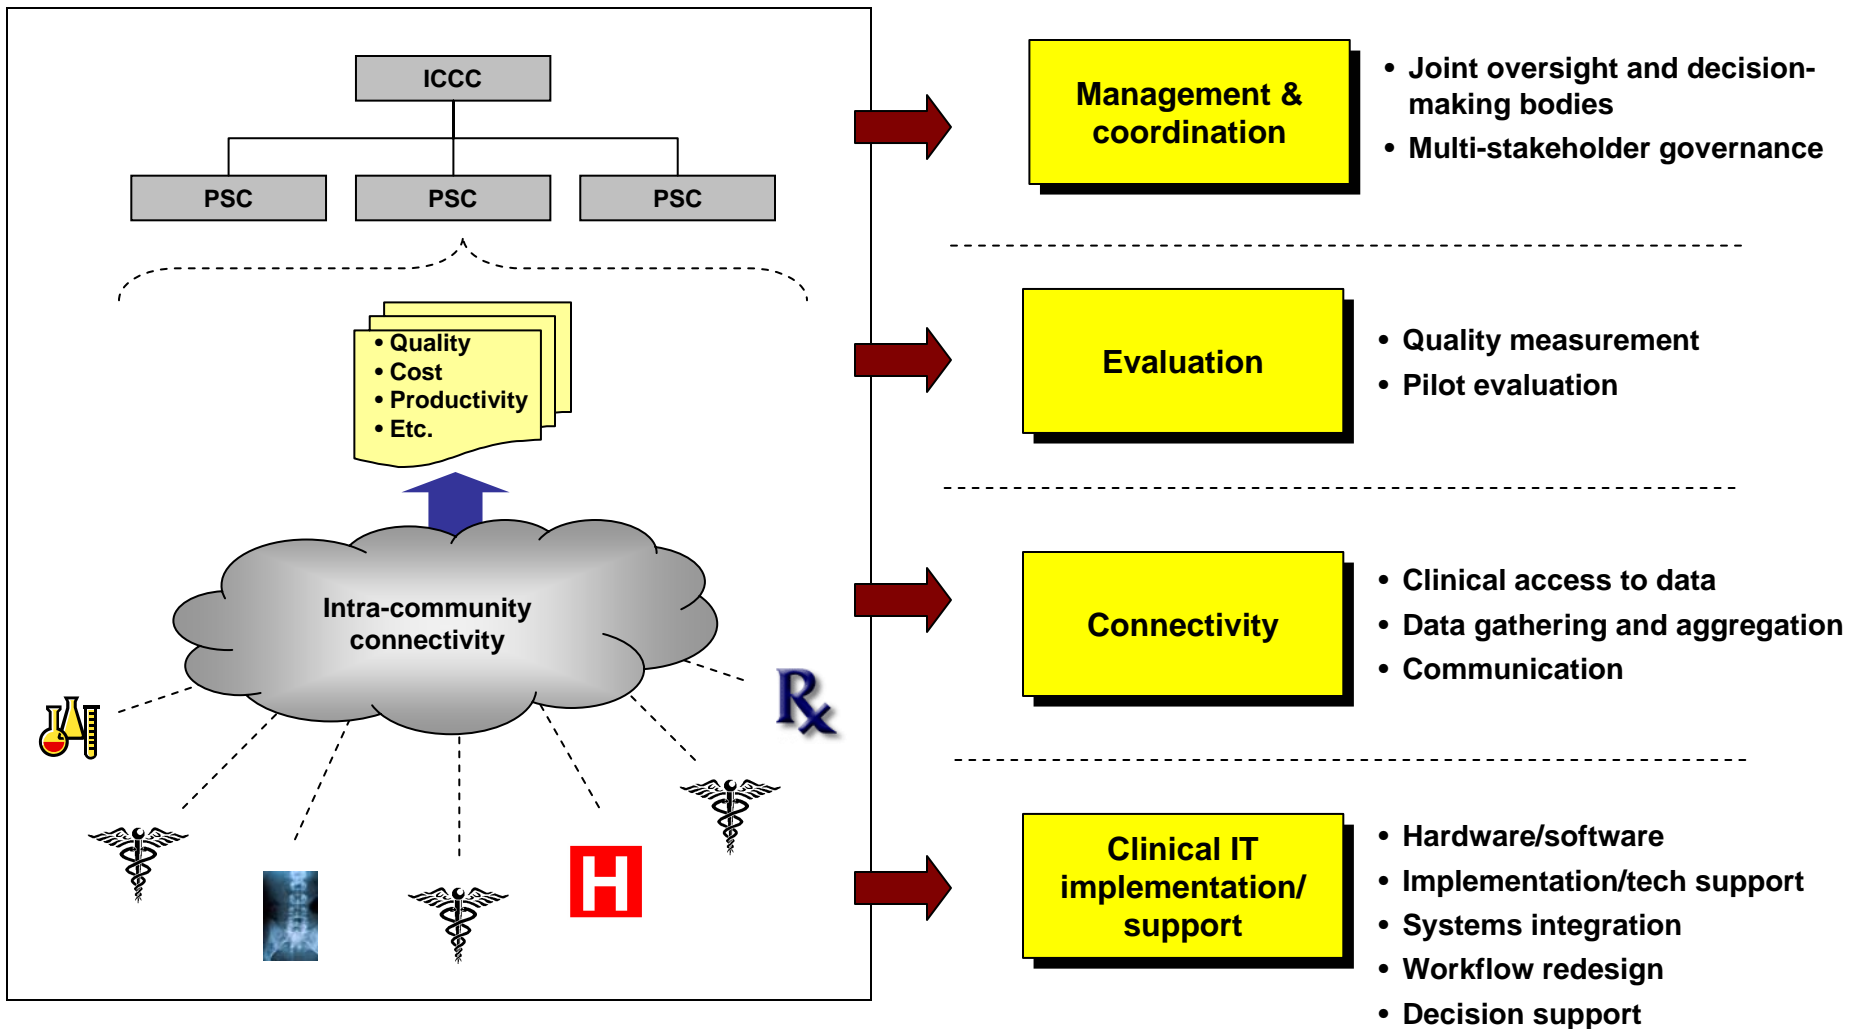 ICCC
PSC
PSC
PSC
• Quality
• Cost
• Productivity
• Etc.
Intra-community
connectivity
Rx
H
Management &
coordination
• Joint oversight and decision-
making bodies
• Multi-stakeholder governance
Evaluation
• Quality measurement
• Pilot evaluation
Connectivity
• Clinical access to data
• Data gathering and aggregation
• Communication
Clinical IT
implementation/
support
• Hardware/software
• Implementation/tech support
• Systems integration
• Workflow redesign
• Decision support